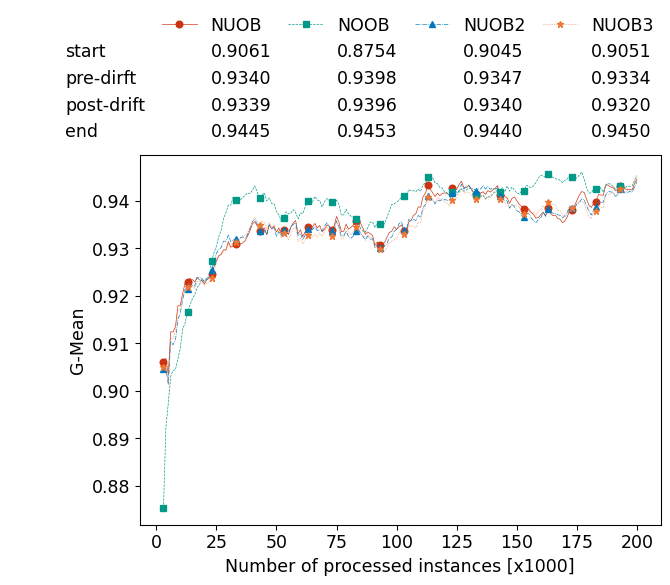 NUOB NOOB NUOB2 NUOB3
start 0.9061 0.8754 0.9045 0.9051
pre-dirft 0.9340 0.9398 0.9347 0.9334
post-drift 0.9339 0.9396 0.9340 0.9320
end 0.9445 0.9453 0.9440 0.9450
0.94
0.93
0.92
0.91
0.90
0.89
0.88
G-Mean
0 25 50 75 100 125 150 175 200
Number of processed instances [x1000]